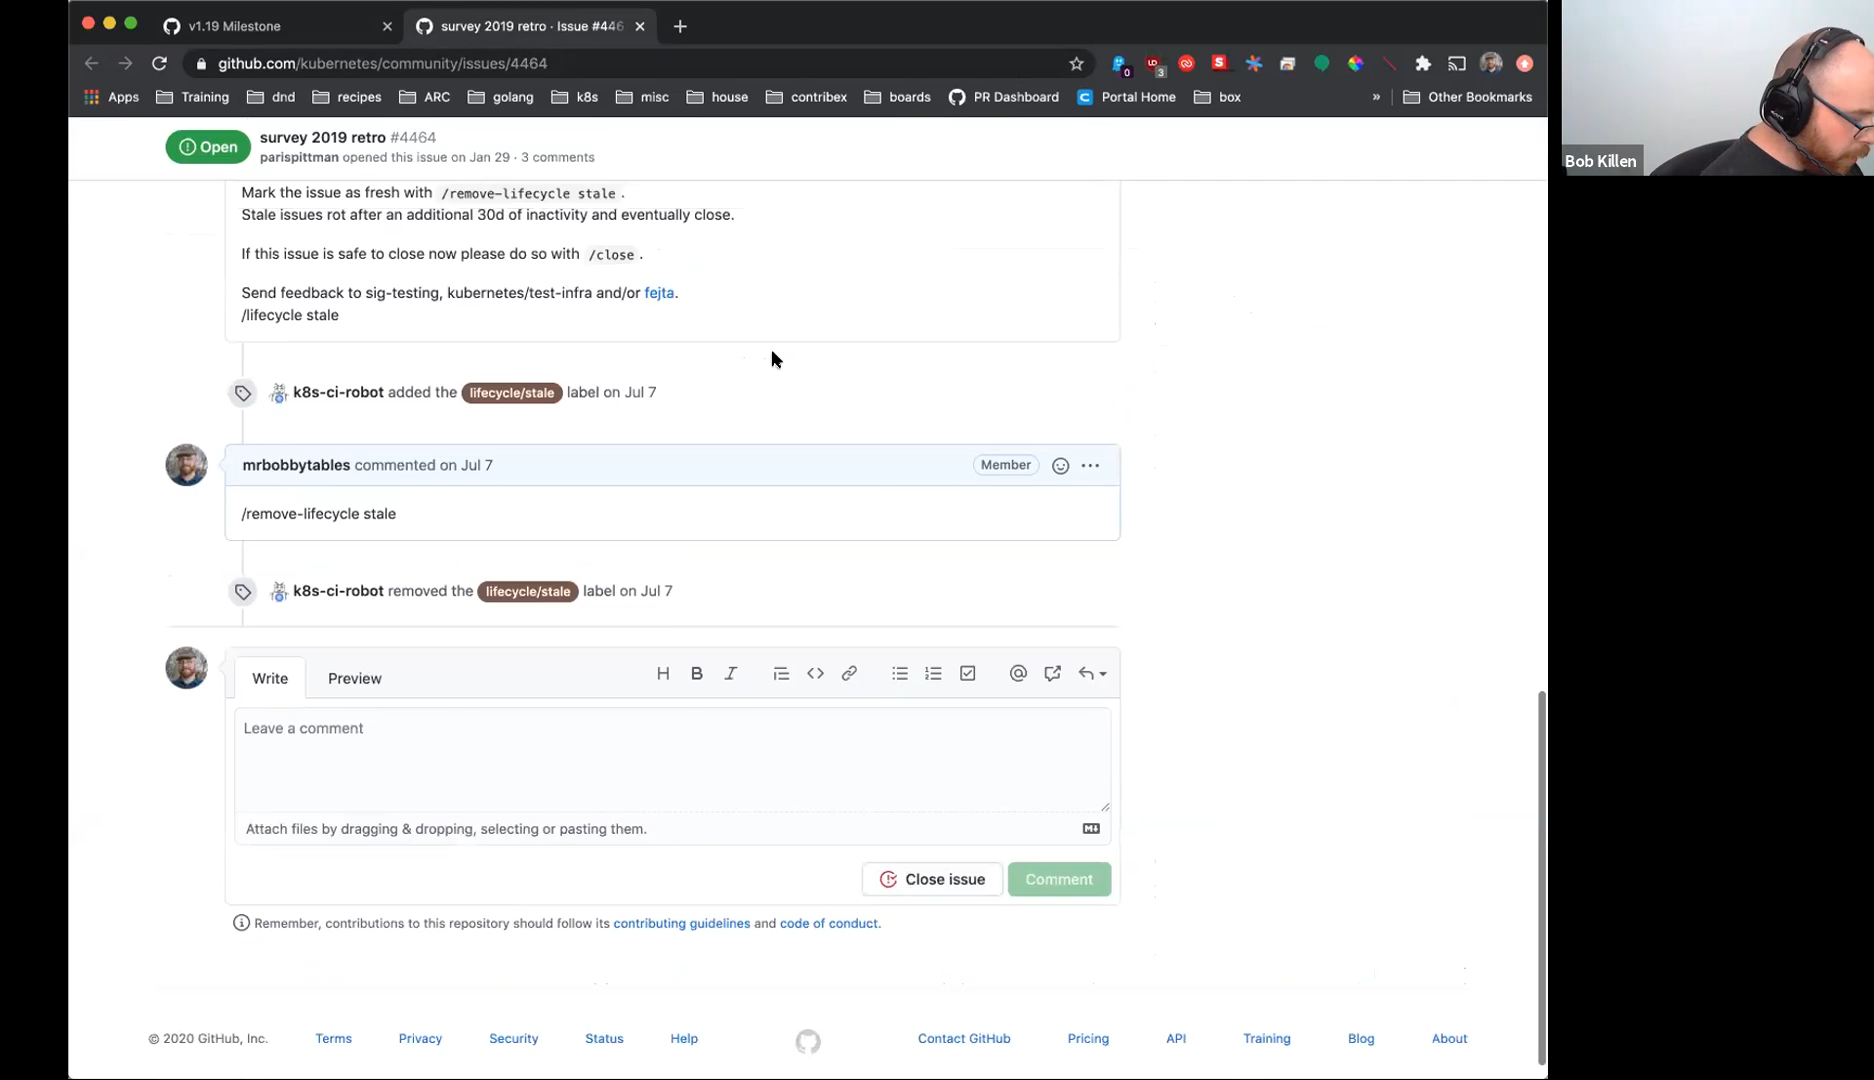 v1.19 Milestone
survey 2019 retro · Issue #446
github.com/kubernetes/community/issues/4464
0
3
Apps Training dnd recipes ARC golang k8s misc house contribex boards PR Dashboard Portal Home box » Other Bookmarks
Open
survey 2019 retro #4464
parispittman opened this issue on Jan 29 · 3 comments
Mark the issue as fresh with /remove-lifecycle stale .
Stale issues rot after an additional 30d of inactivity and eventually close.
If this issue is safe to close now please do so with /close .
Send feedback to sig-testing, kubernetes/test-infra and/or fejta.
/lifecycle stale
k8s-ci-robot added the lifecycle/stale label on Jul 7
mrbobbytables commented on Jul 7
Member
/remove-lifecycle stale
k8s-ci-robot removed the lifecycle/stale label on Jul 7
Write Preview
Leave a comment
Attach files by dragging & dropping, selecting or pasting them.
Close issue
Comment
Remember, contributions to this repository should follow its contributing guidelines and code of conduct.
© 2020 GitHub, Inc. Terms Privacy Security Status Help Contact GitHub Pricing API Training Blog About
Bob Killen